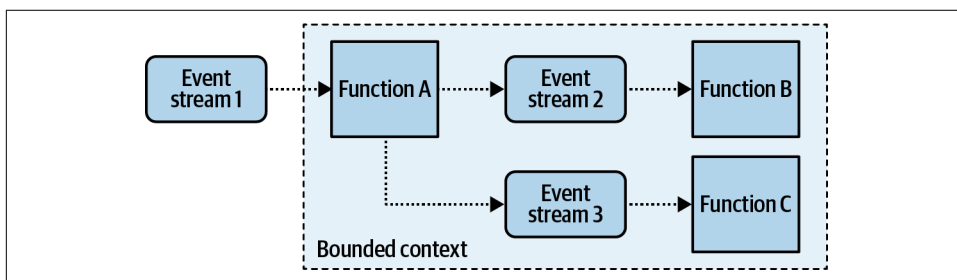 Event
stream 1
Function A
Event
stream 2
Function B
Event
stream 3
Function C
Bounded context